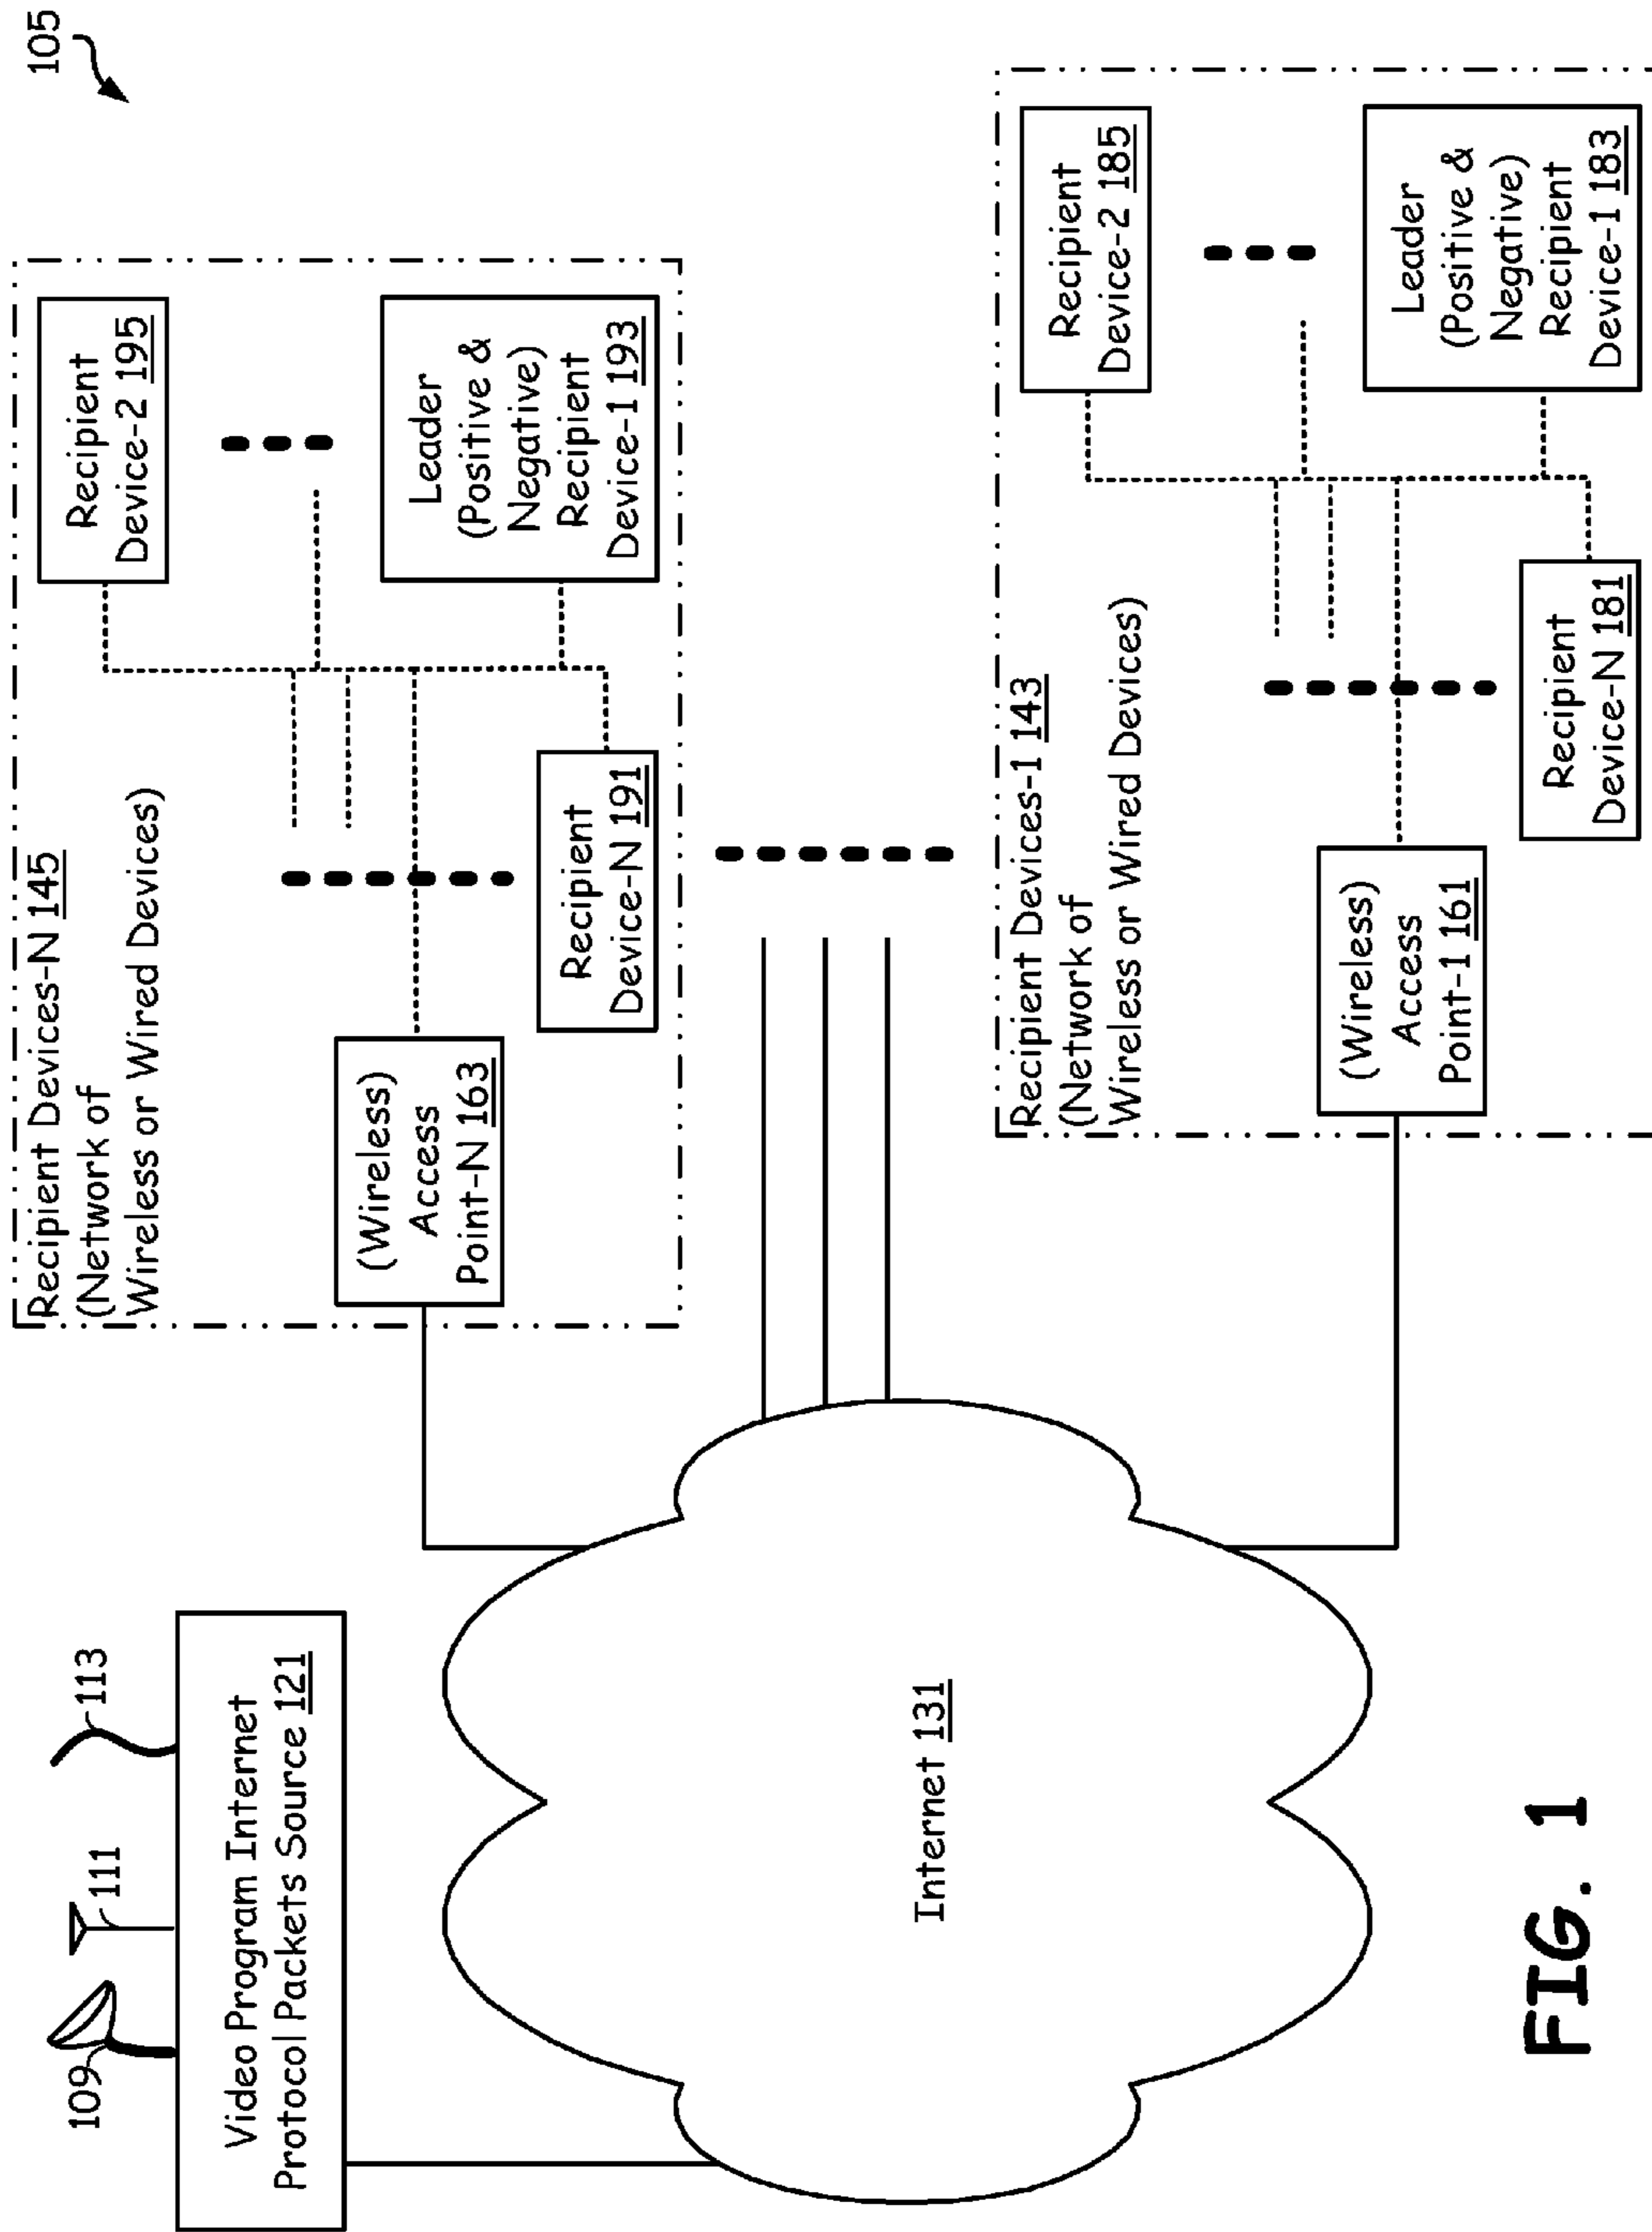 105
109
111
113
Video Program Internet
Protocol Packets Source 121
Internet 131
Recipient Devices-N 145
(Network of
Wireless or Wired Devices)
(Wireless)
Access
Point-N 163
Recipient
Device-N 191
Recipient
Device-2 195
Leader
(Positive &
Negative)
Recipient
Device-1 193
Recipient Devices-1 143
(Network of
Wireless or Wired Devices)
(Wireless)
Access
Point-1 161
Recipient
Device-N 181
Recipient
Device-2 185
Leader
(Positive &
Negative)
Recipient
Device-1 183
FIG. 1